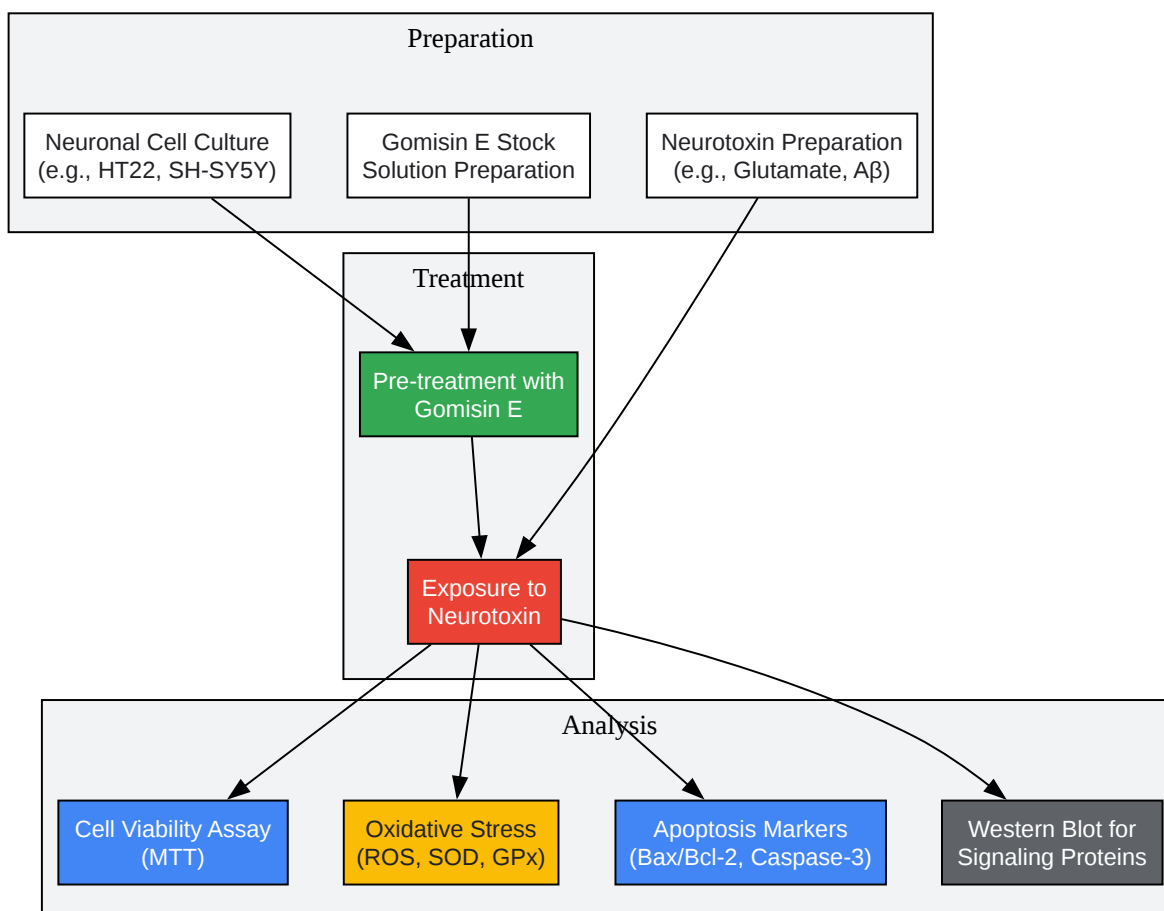 Preparation
Neuronal Cell Culture
(e.g., HT22, SH-SY5Y)
Gomisin E Stock
Solution Preparation
Neurotoxin Preparation
(e.g., Glutamate, Aβ)
Treatment
Pre-treatment with
Gomisin E
Exposure to
Neurotoxin
Analysis
Cell Viability Assay
(MTT)
Oxidative Stress
(ROS, SOD, GPx)
Apoptosis Markers
(Bax/Bcl-2, Caspase-3)
Western Blot for
Signaling Proteins